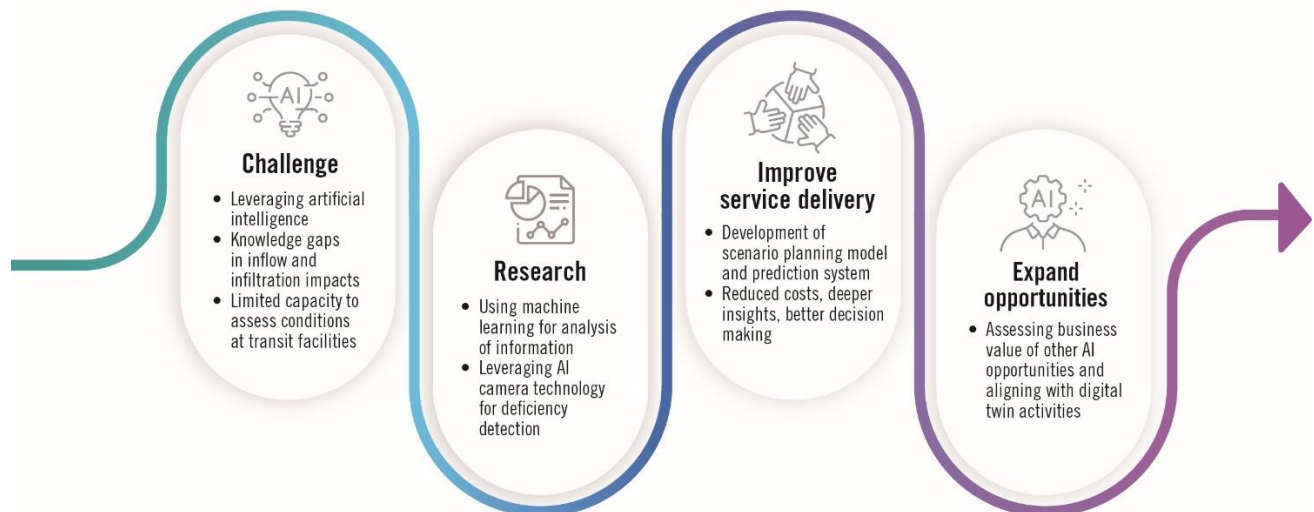 AI
Challenge
• Leveraging artificial
intelligence
• Knowledge gaps
in inflow and
infiltration impacts
• Limited capacity to
assess conditions
at transit facilities
Research
• Using machine
learning for analysis
of information
• Leveraging AI
camera technology
for deficiency
detection
Improve
service delivery
• Development of
scenario planning model
and prediction system
• Reduced costs, deeper
insights, better decision
making
AI
Expand
opportunities
• Assessing business
value of other AI
opportunities and
aligning with digital
twin activities